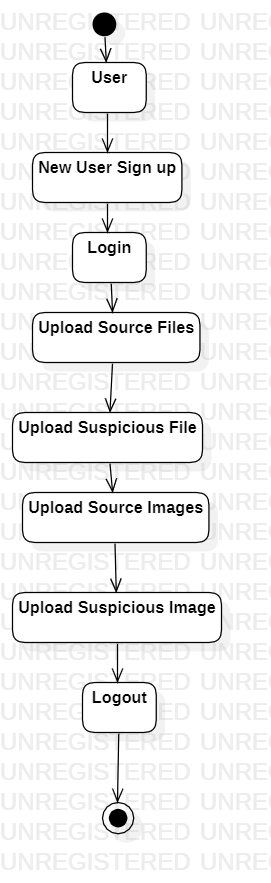 User
New User Sign up
Login
Upload Source Files
Upload Suspicious File
Upload Source Images
Upload Suspicious Image
Logout
UNREGISTERED